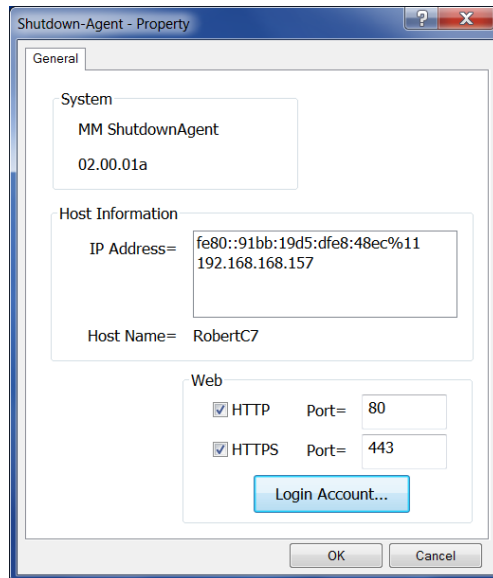 Shutdown-Agent - Property
General
System
MM ShutdownAgent
02.00.01a
Host Information
IP Address= fe80::91bb:19d5:dfe8:48ec%11
192.168.168.157
Host Name= RobertC7
Web
HTTP Port= 80
HTTPS Port= 443
Login Account...
OK Cancel